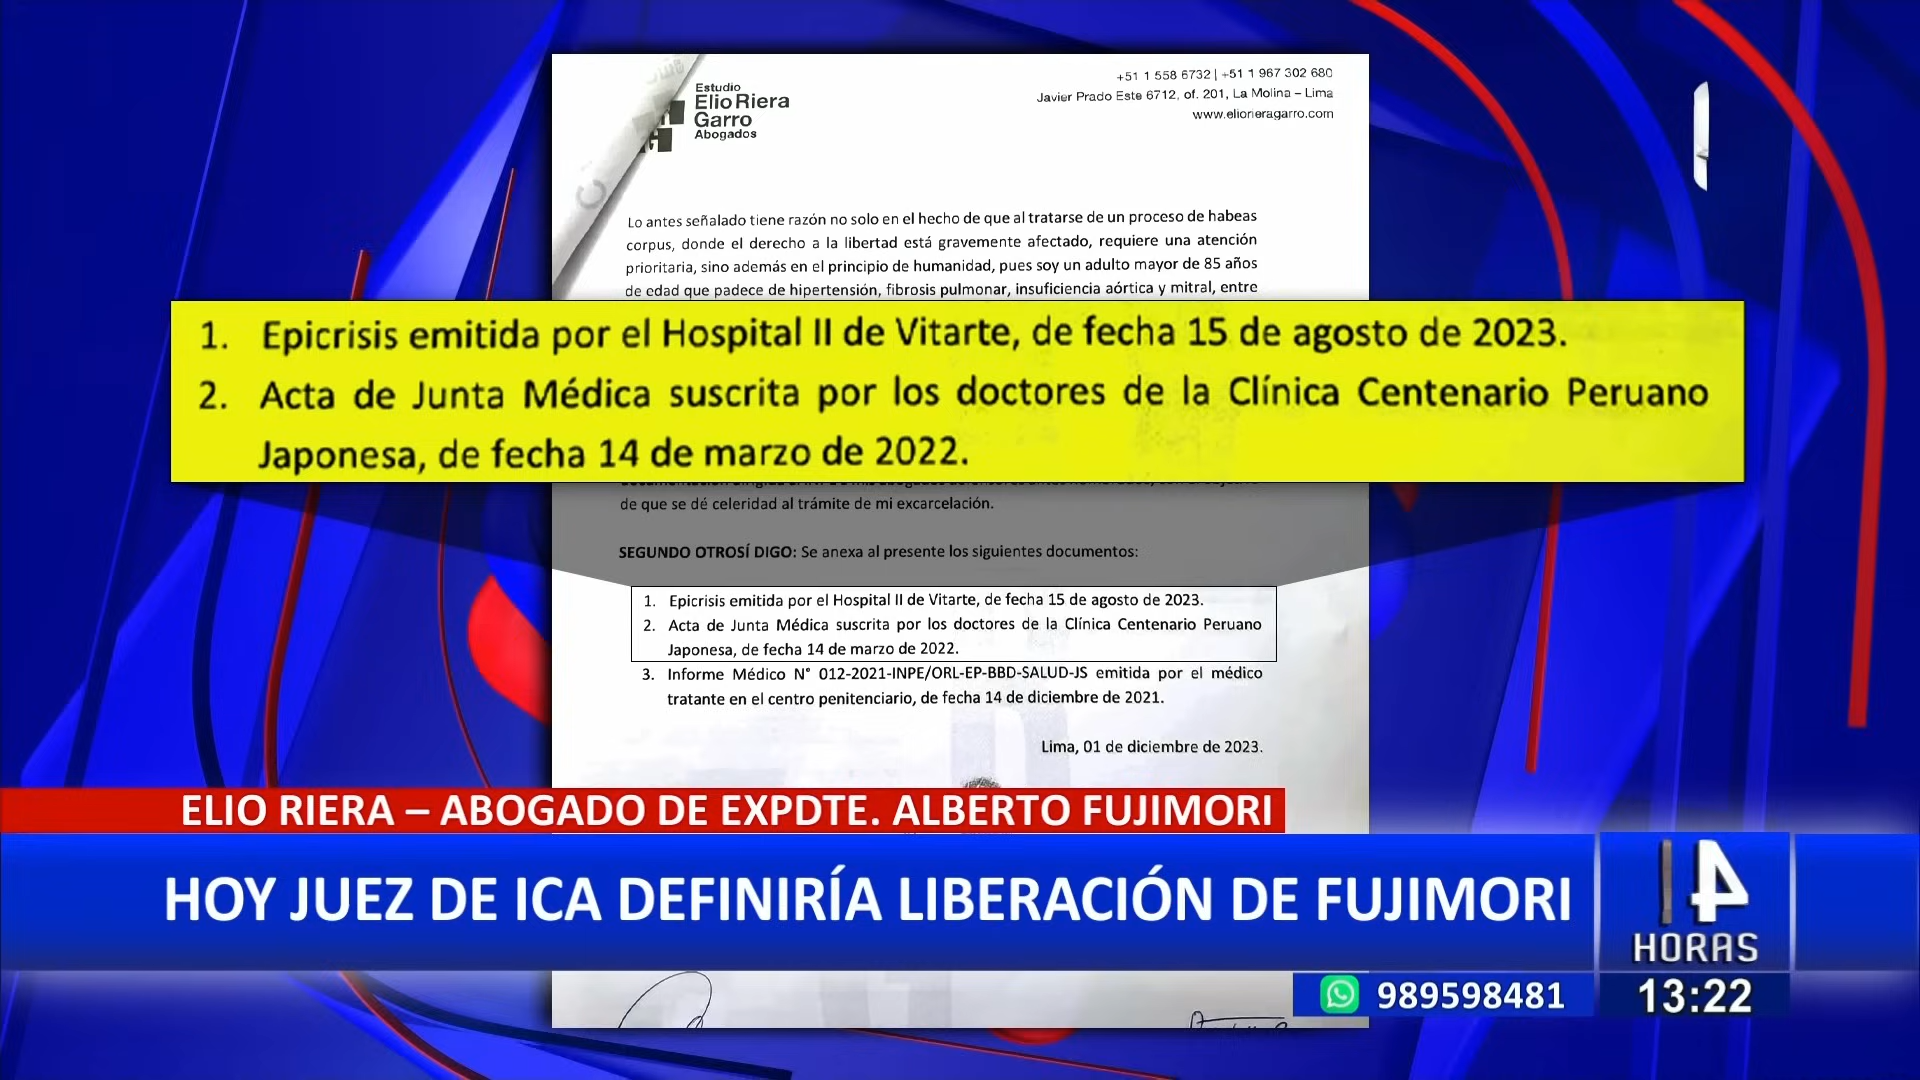 Estudio
Elio Riera
Garro
Abogados
+51 1 558 6732 | +51 1 967 302 680
Javier Prado Este 6712, of. 201, La Molina – Lima
www.eliorieragarro.com
Lo antes señalado tiene razón no solo en el hecho de que al tratarse de un proceso de habeas
corpus, donde el derecho a la libertad está gravemente afectado, requiere una atención
prioritaria, sino además en el principio de humanidad, pues soy un adulto mayor de 85 años
de edad que padece de hipertensión, fibrosis pulmonar, insuficiencia aórtica y mitral, entre
1. Epicrisis emitida por el Hospital II de Vitarte, de fecha 15 de agosto de 2023.
2. Acta de Junta Médica suscrita por los doctores de la Clínica Centenario Peruano
Japonesa, de fecha 14 de marzo de 2022.
de que se dé celeridad al trámite de mi excarcelación.
SEGUNDO OTROSÍ DIGO: Se anexa al presente los siguientes documentos:
1. Epicrisis emitida por el Hospital II de Vitarte, de fecha 15 de agosto de 2023.
2. Acta de Junta Médica suscrita por los doctores de la Clínica Centenario Peruano
Japonesa, de fecha 14 de marzo de 2022.
3. Informe Médico N° 012-2021-INPE/ORL-EP-BBD-SALUD-JS emitida por el médico
tratante en el centro penitenciario, de fecha 14 de diciembre de 2021.
Lima, 01 de diciembre de 2023.
ELIO RIERA – ABOGADO DE EXPDTE. ALBERTO FUJIMORI
HOY JUEZ DE ICA DEFINIRÍA LIBERACIÓN DE FUJIMORI
14
HORAS
989598481
13:22